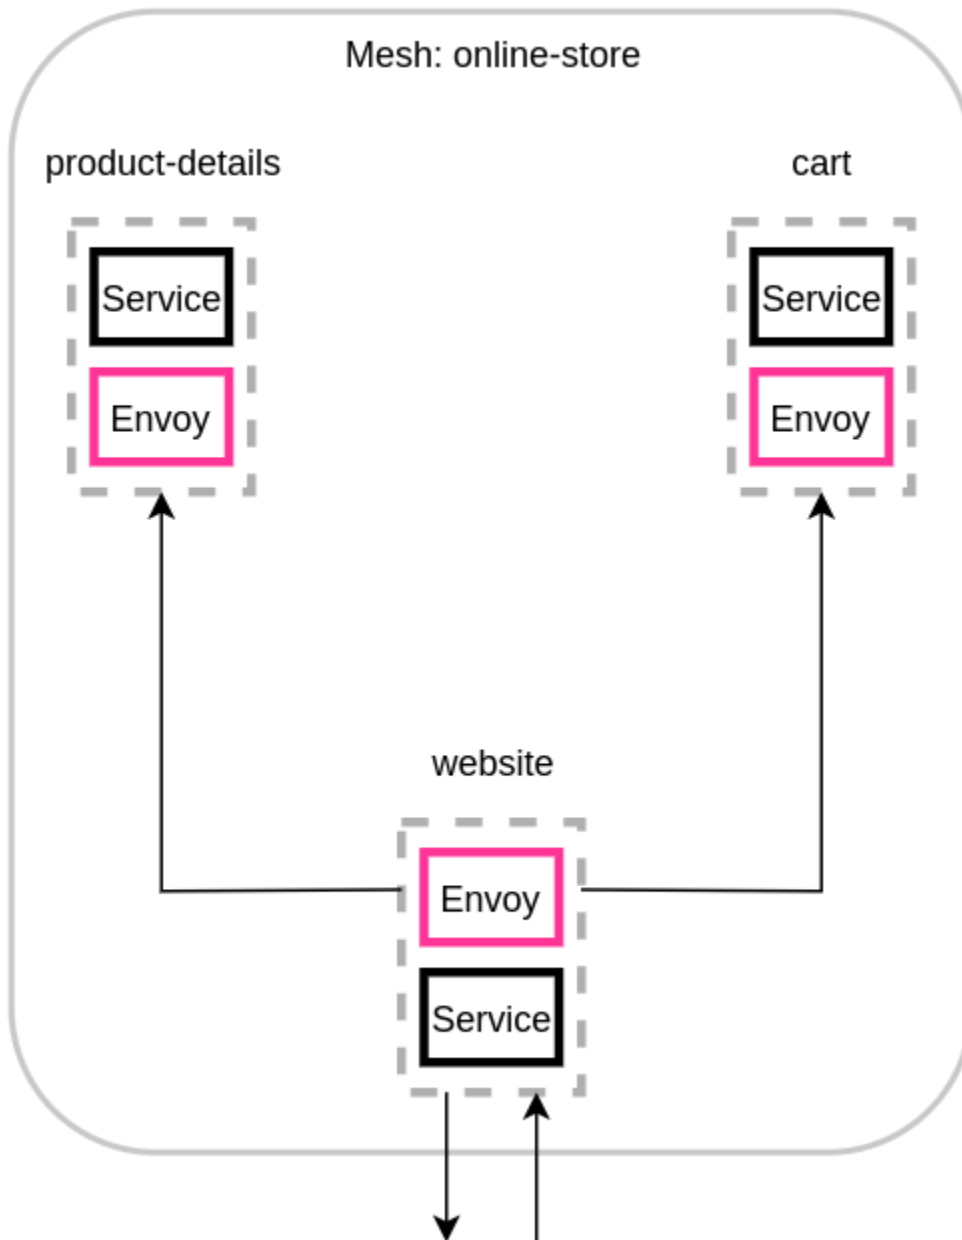 Mesh: online-store
product-details
cart
Service
Service
Envoy
Envoy
website
Envoy
Service